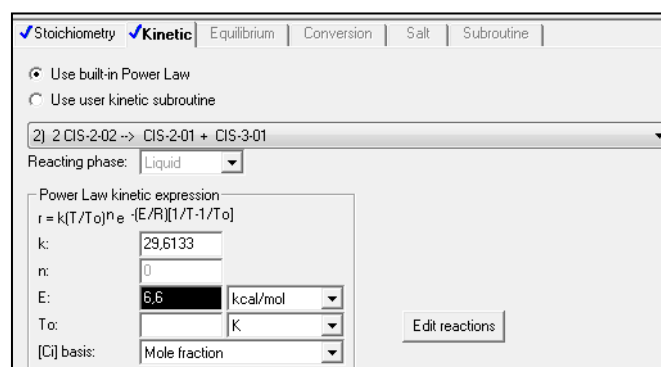 Stoichiometry Kinetic Equilibrium Conversion Salt Subroutine
Use built-in Power Law
Use user kinetic subroutine
2) 2 CIS-2-02 --> CIS-2-01 + CIS-3-01
Reacting phase: Liquid
Power Law kinetic expression
r = k(T/To)n e -(E/R)[1/T-1/To]
k: 29,6133
n: 0
E: 6,6 kcal/mol
To: K
Edit reactions
[Ci] basis: Mole fraction